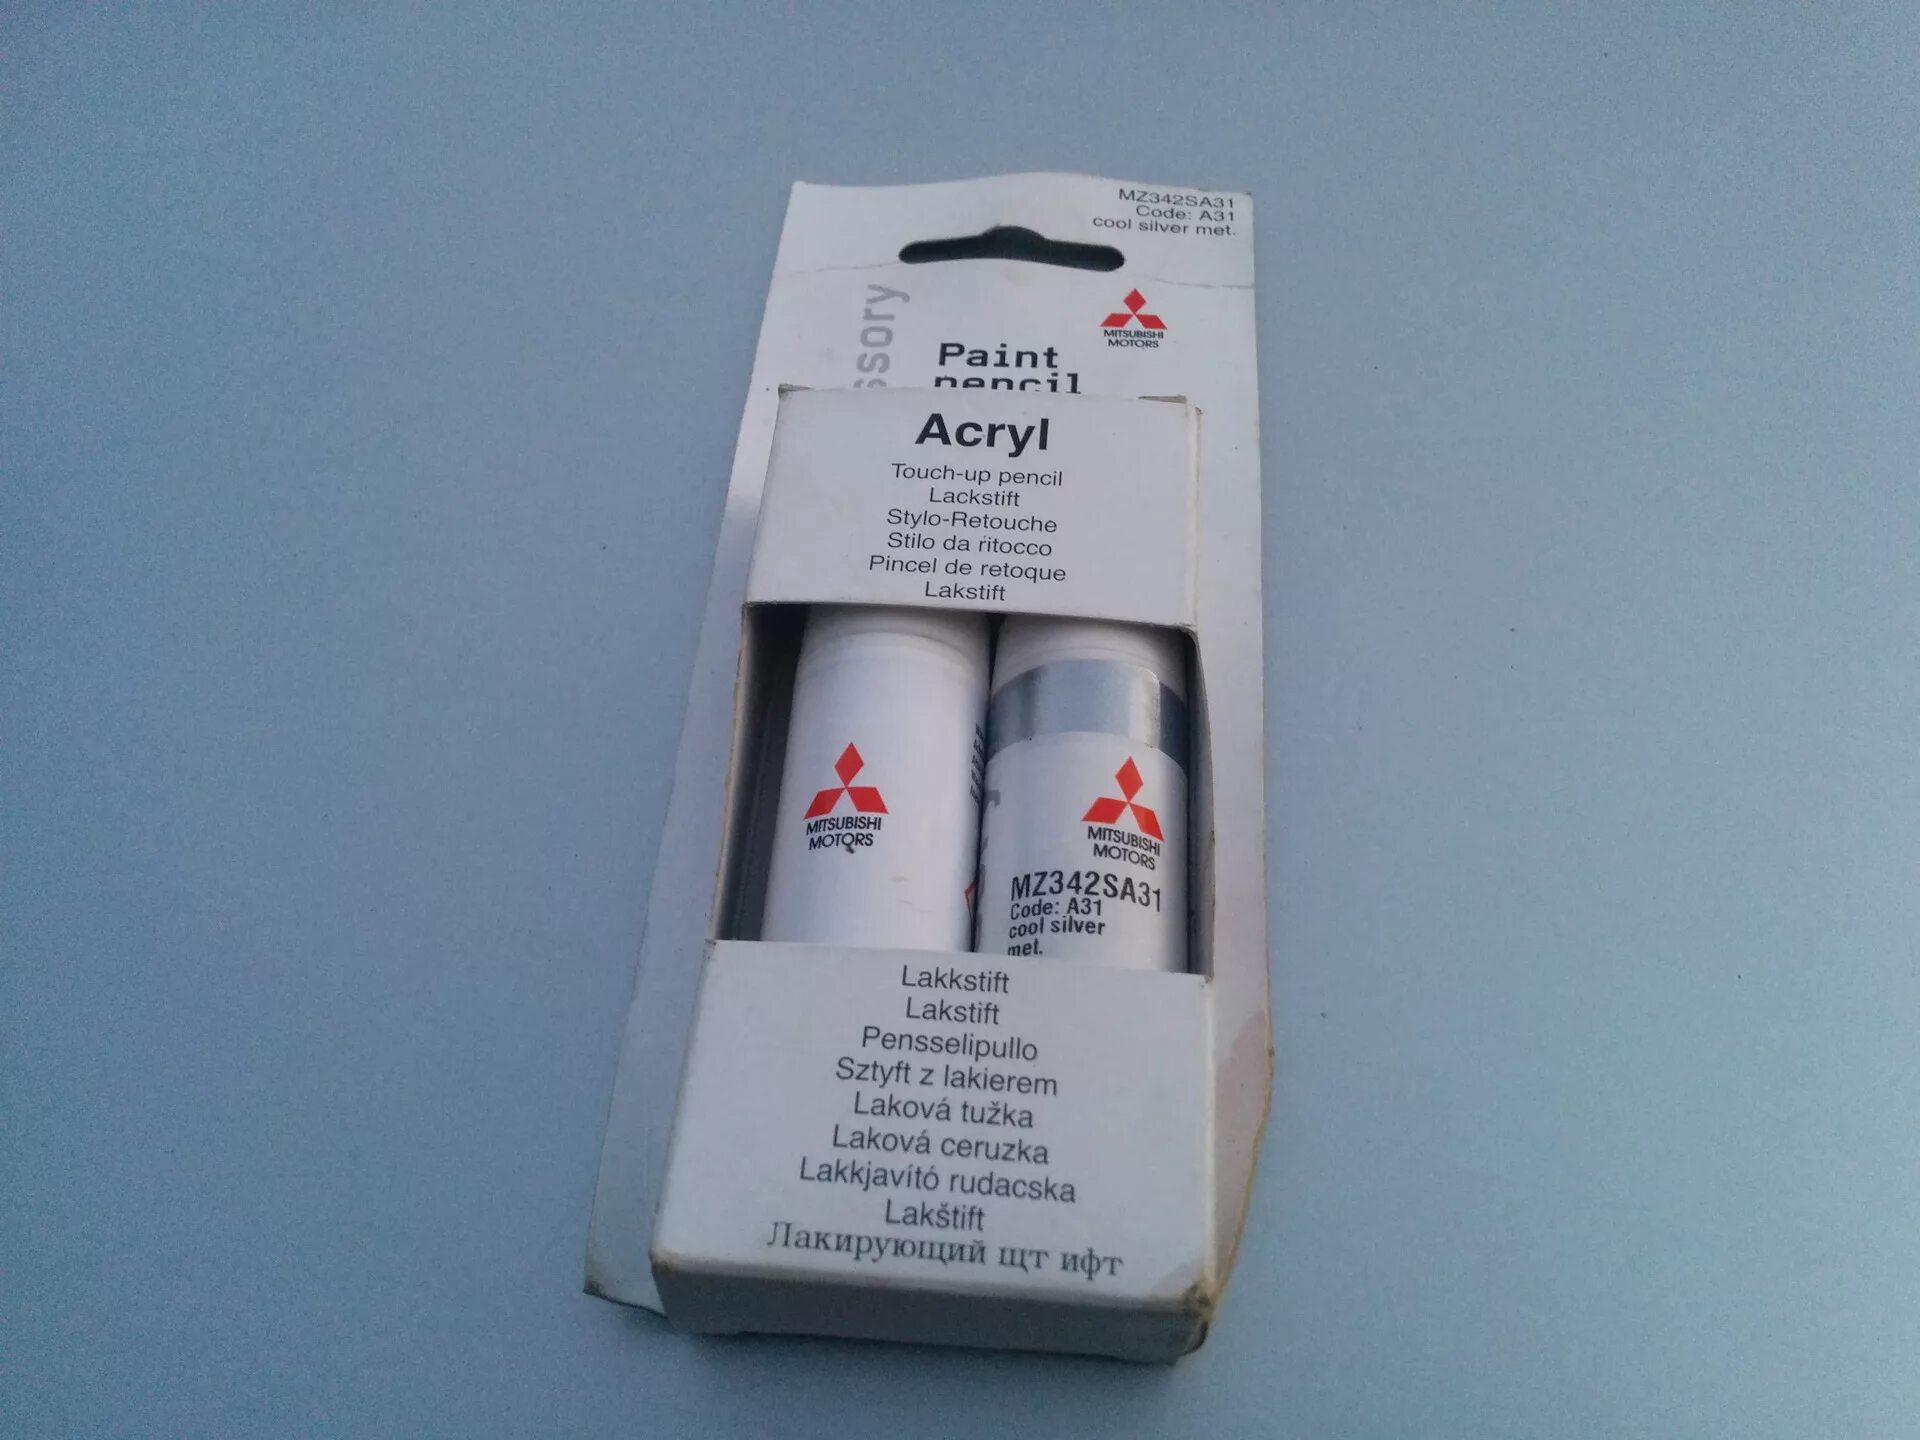 MZ342SA31
Code: A31
cool silver met.
MITSUBISHI
MOTORS
Paint
pencil
Acryl
Touch-up pencil
Lackstift
Stylo-Retouche
Stilo da ritocco
Pincel de retoque
Lakstift
MITSUBISHI
MOTORS
MITSUBISHI
MOTORS
MZ342SA31
Code: A31
cool silver
met.
Lakkstift
Lakstift
Pensselipullo
Sztyft z lakierem
Laková tužka
Laková ceruzka
Lakkjavító rudacska
Lakštift
Лакирующий щт ифт